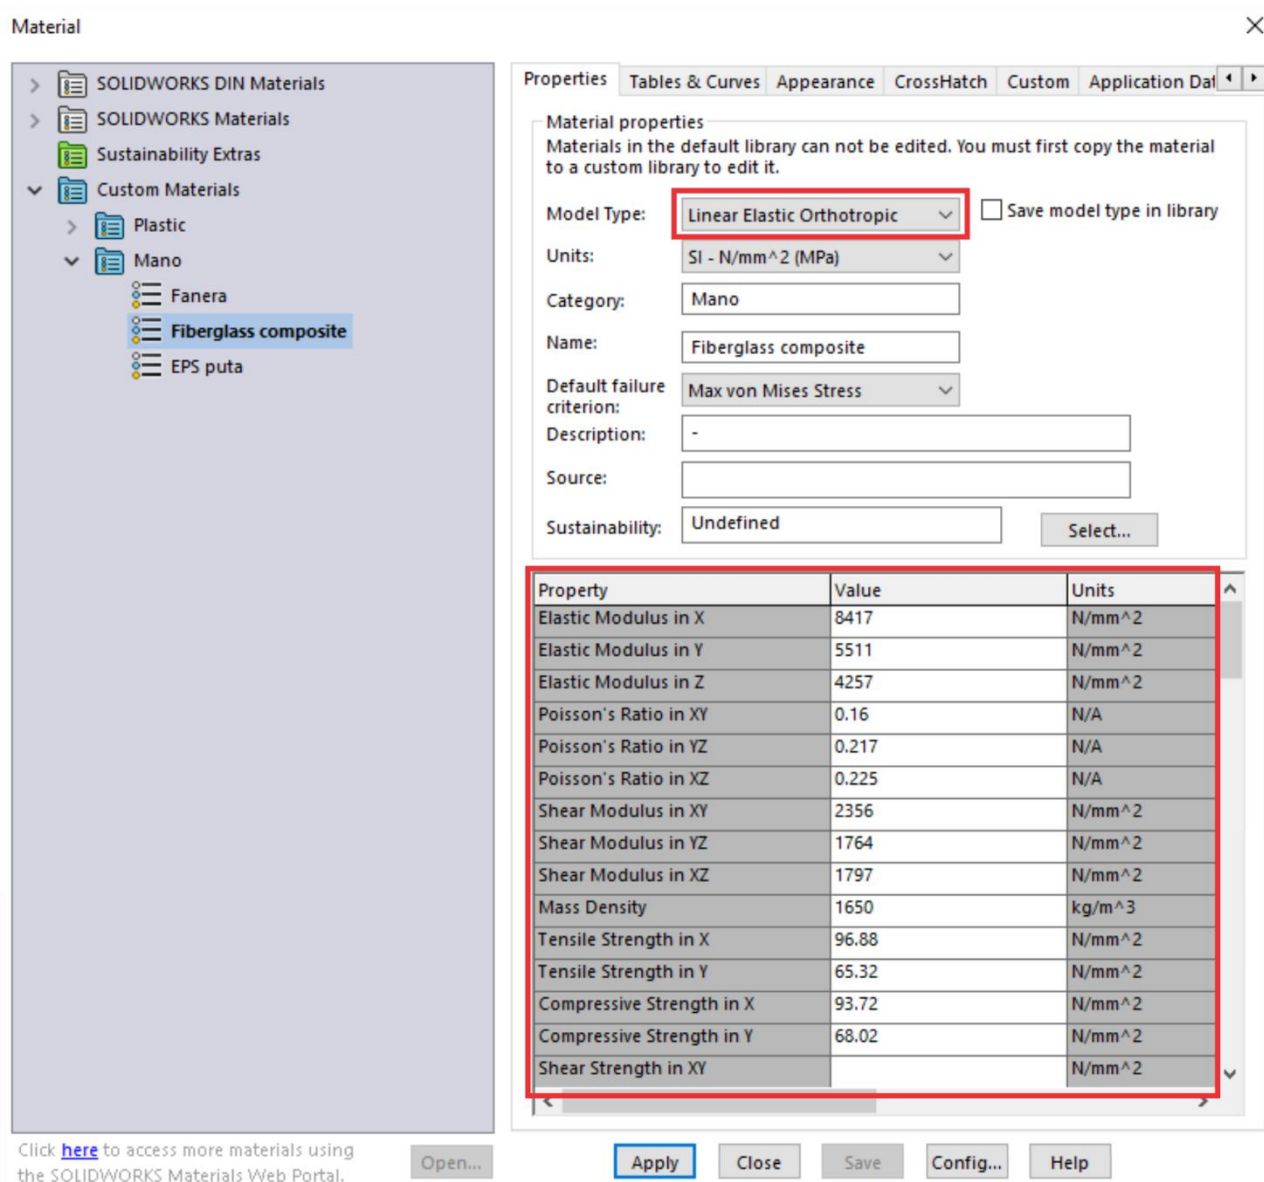 Material
SOLIDWORKS DIN Materials
SOLIDWORKS Materials
Sustainability Extras
Custom Materials
Plastic
Mano
Fanera
Fiberglass composite
EPS puta
Click here to access more materials using
the SOLIDWORKS Materials Web Portal.
Open...
Properties Tables & Curves Appearance CrossHatch Custom Application Dat
Material properties
Materials in the default library can not be edited. You must first copy the material
to a custom library to edit it.
Model Type: Linear Elastic Orthotropic Save model type in library
Units: SI - N/mm^2 (MPa)
Category: Mano
Name: Fiberglass composite
Default failure
criterion: Max von Mises Stress
Description: -
Source:
Sustainability: Undefined Select...
Property Value Units
Elastic Modulus in X 8417 N/mm^2
Elastic Modulus in Y 5511 N/mm^2
Elastic Modulus in Z 4257 N/mm^2
Poisson's Ratio in XY 0.16 N/A
Poisson's Ratio in YZ 0.217 N/A
Poisson's Ratio in XZ 0.225 N/A
Shear Modulus in XY 2356 N/mm^2
Shear Modulus in YZ 1764 N/mm^2
Shear Modulus in XZ 1797 N/mm^2
Mass Density 1650 kg/m^3
Tensile Strength in X 96.88 N/mm^2
Tensile Strength in Y 65.32 N/mm^2
Compressive Strength in X 93.72 N/mm^2
Compressive Strength in Y 68.02 N/mm^2
Shear Strength in XY N/mm^2
Apply Close Save Config... Help